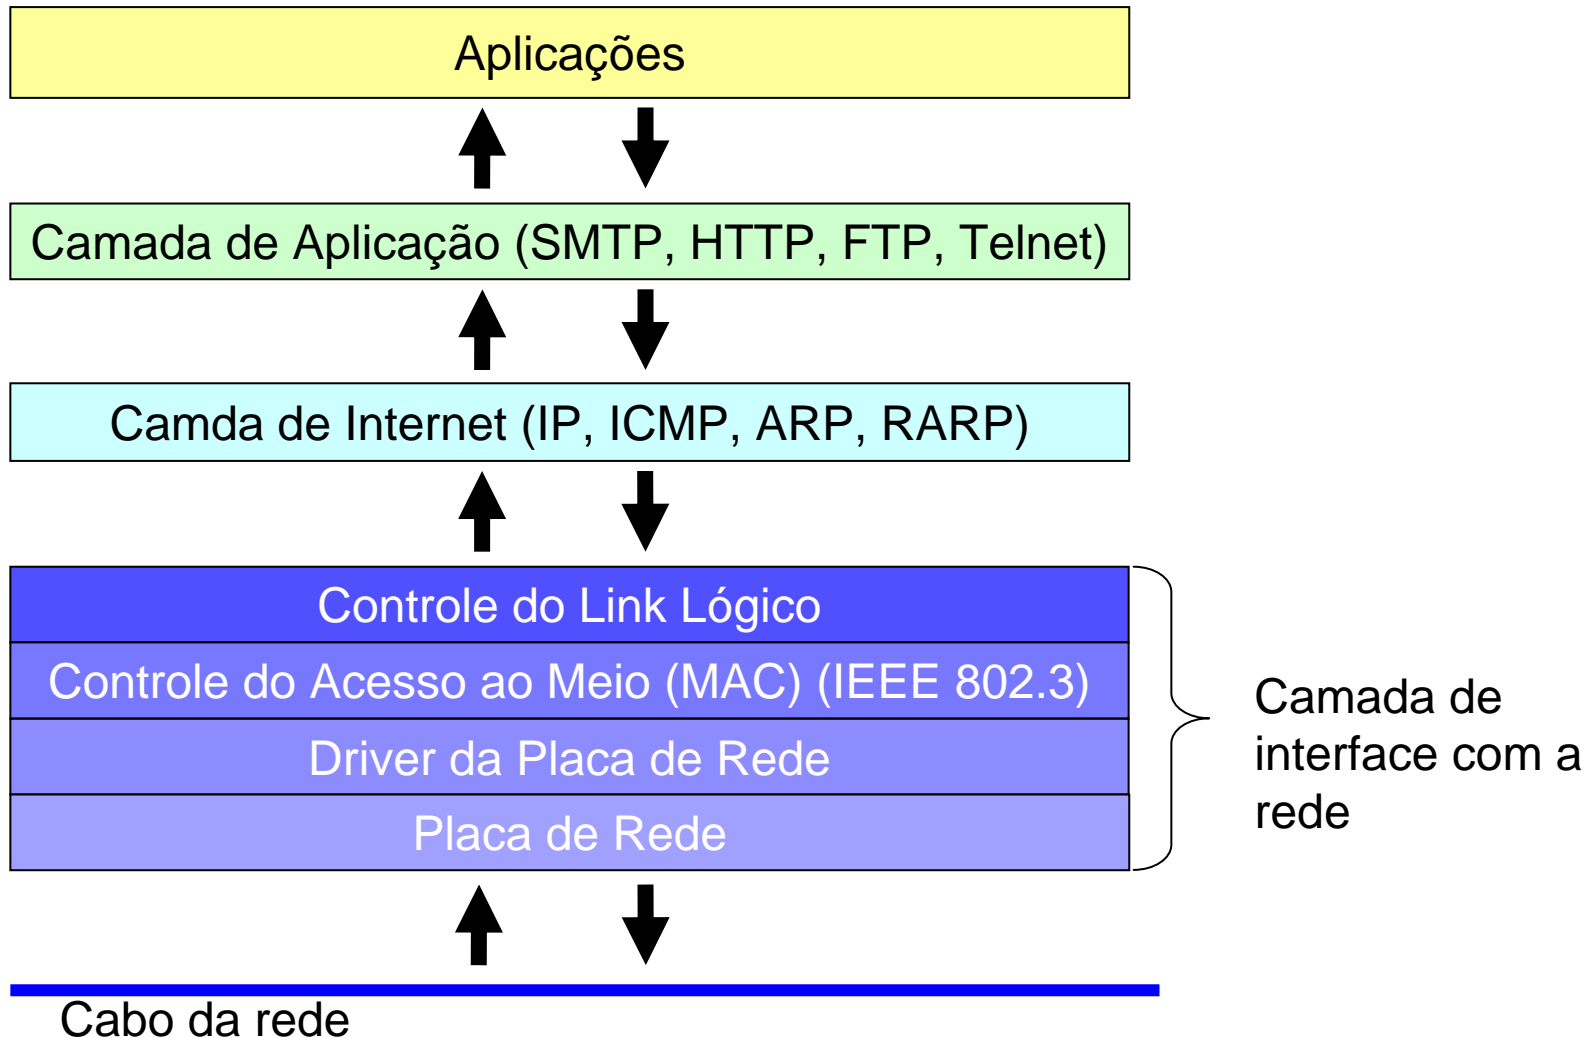 Aplicações
Camada de Aplicação (SMTP, HTTP, FTP, Telnet)
Camda de Internet (IP, ICMP, ARP, RARP)
Controle do Link Lógico
Controle do Acesso ao Meio (MAC) (IEEE 802.3)
Driver da Placa de Rede
Placa de Rede
Camada de
interface com a
rede
Cabo da rede